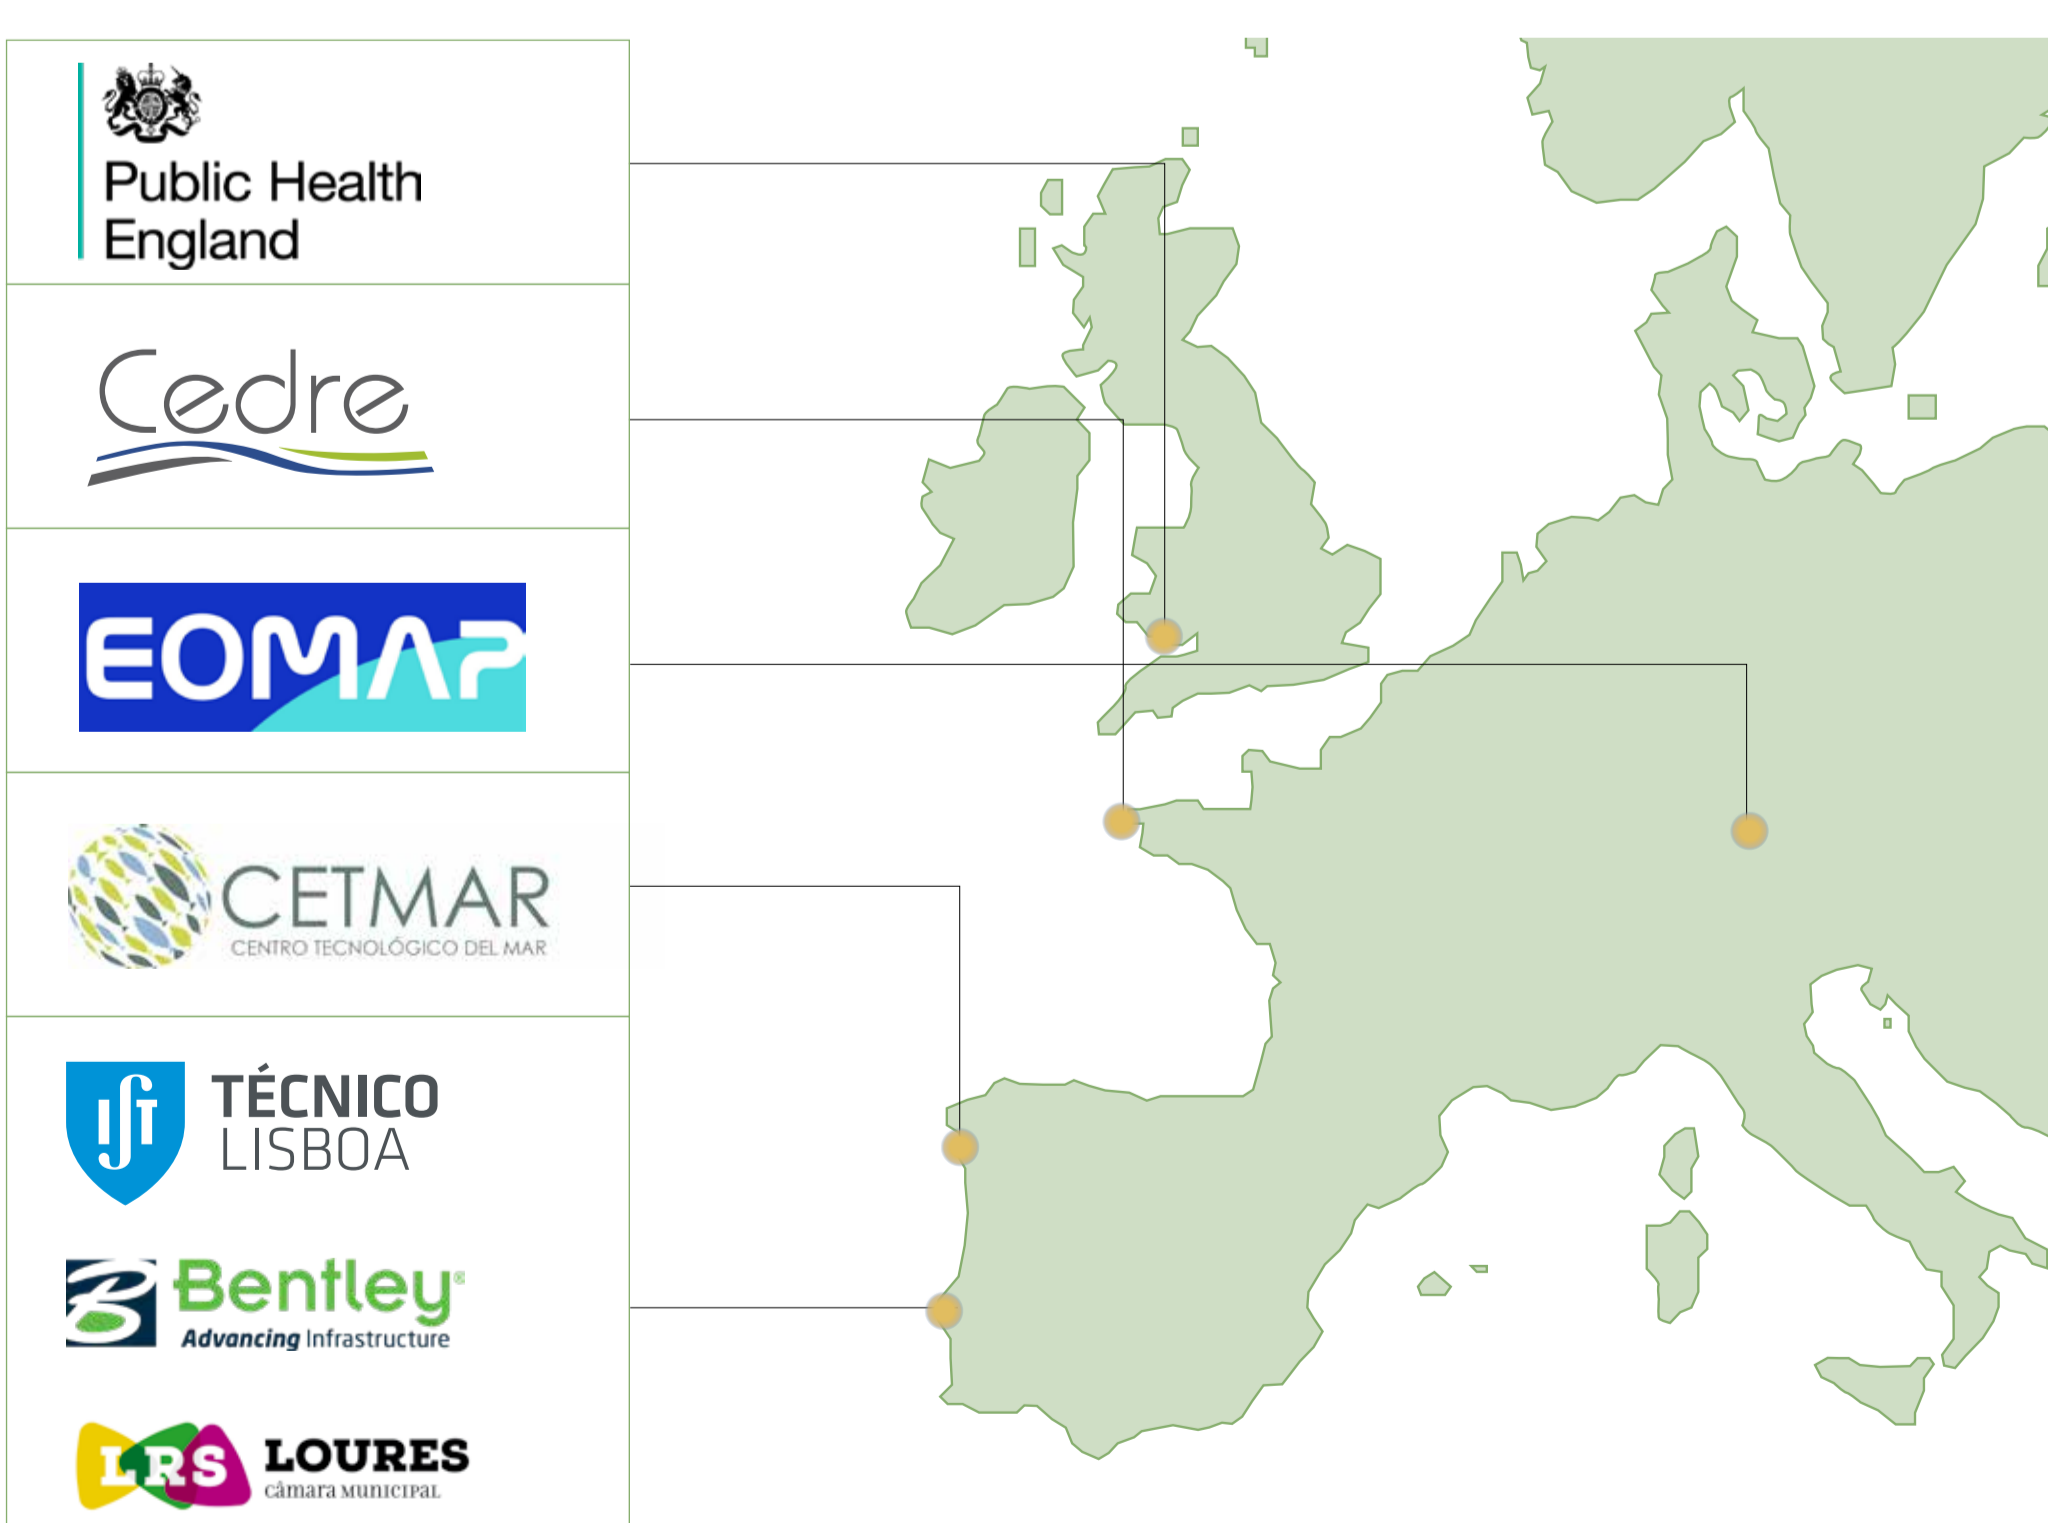 Public Health
England
Cedre
EOMAP
CETMAR
CENTRO TECNOLÓGICO DEL MAR
IST
TÉCNICO
LISBOA
B
Bentley®
Advancing Infrastructure
LRS
LOURES
CÂMARA MUNICIPAL